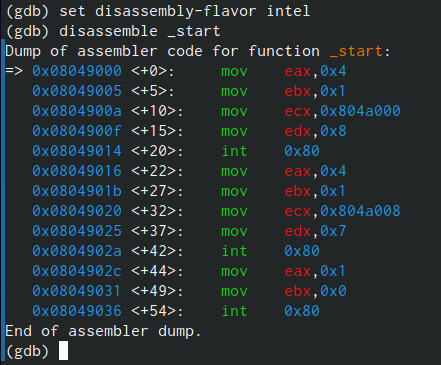 (gdb) set disassembly-flavor intel
(gdb) disassemble _start
Dump of assembler code for function _start:
=> 0x08049000 <+0>:     mov    eax,0x4
   0x08049005 <+5>:     mov    ebx,0x1
   0x0804900a <+10>:    mov    ecx,0x804a000
   0x0804900f <+15>:    mov    edx,0x8
   0x08049014 <+20>:    int    0x80
   0x08049016 <+22>:    mov    eax,0x4
   0x0804901b <+27>:    mov    ebx,0x1
   0x08049020 <+32>:    mov    ecx,0x804a008
   0x08049025 <+37>:    mov    edx,0x7
   0x0804902a <+42>:    int    0x80
   0x0804902c <+44>:    mov    eax,0x1
   0x08049031 <+49>:    mov    ebx,0x0
   0x08049036 <+54>:    int    0x80
End of assembler dump.
(gdb)